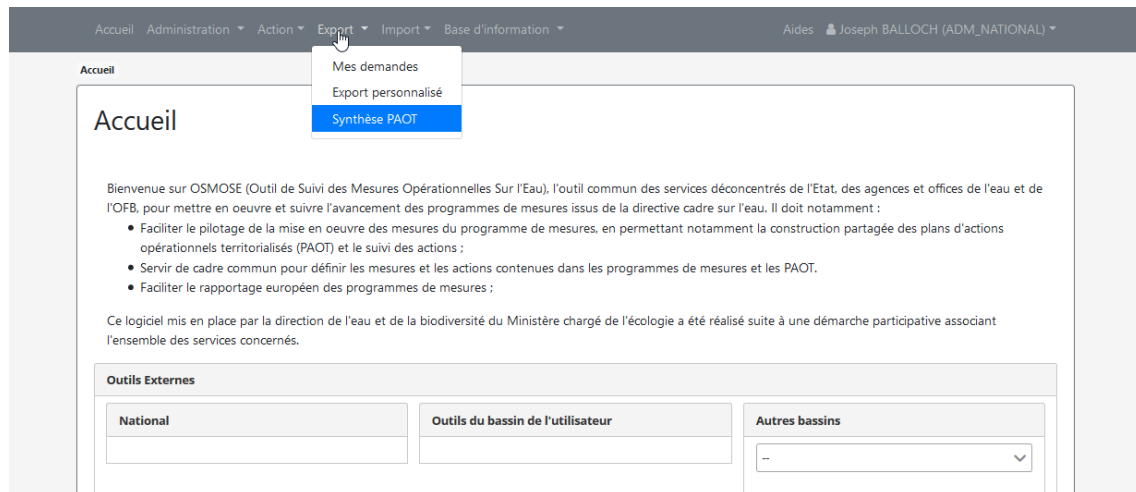 Accueil Administration Action Export Import Base d'information Aides Joseph BALLOCH (ADM_NATIONAL)
Accueil
Mes demandes
Export personnalisé
Synthèse PAOT
Accueil
Bienvenue sur OSMOSE (Outil de Suivi des Mesures Opérationnelles Sur l'Eau), l'outil commun des services déconcentrés de l'Etat, des agences et offices de l'eau et de
l'OFB, pour mettre en oeuvre et suivre l'avancement des programmes de mesures issus de la directive cadre sur l'eau. Il doit notamment :
• Faciliter le pilotage de la mise en oeuvre des mesures du programme de mesures, en permettant notamment la construction partagée des plans d'actions
opérationnels territorialisés (PAOT) et le suivi des actions ;
• Servir de cadre commun pour définir les mesures et les actions contenues dans les programmes de mesures et les PAOT.
• Faciliter le rapportage européen des programmes de mesures ;
Ce logiciel mis en place par la direction de l'eau et de la biodiversité du Ministère chargé de l'écologie a été réalisé suite à une démarche participative associant
l'ensemble des services concernés.
Outils Externes
National
Outils du bassin de l'utilisateur
Autres bassins
--